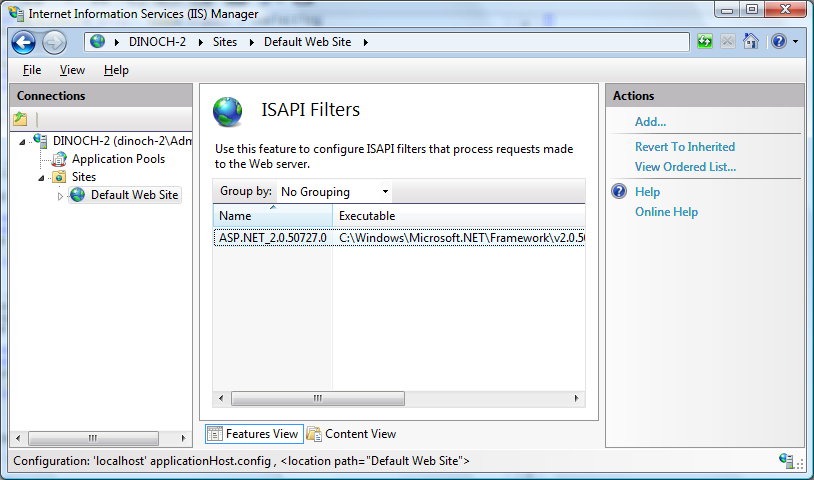 Internet Information Services (IIS) Manager
DINOCH-2 Sites Default Web Site
File View Help
Connections
DINOCH-2 (dinoch-2\Adm
Application Pools
Sites
Default Web Site
ISAPI Filters
Use this feature to configure ISAPI filters that process requests made
to the Web server.
Group by: No Grouping
Name Executable
ASP.NET_2.0.50727.0 C:\Windows\Microsoft.NET\Framework\v2.0.50
Features View Content View
Actions
Add...
Revert To Inherited
View Ordered List...
Help
Online Help
Configuration: 'localhost' applicationHost.config , <location path="Default Web Site">